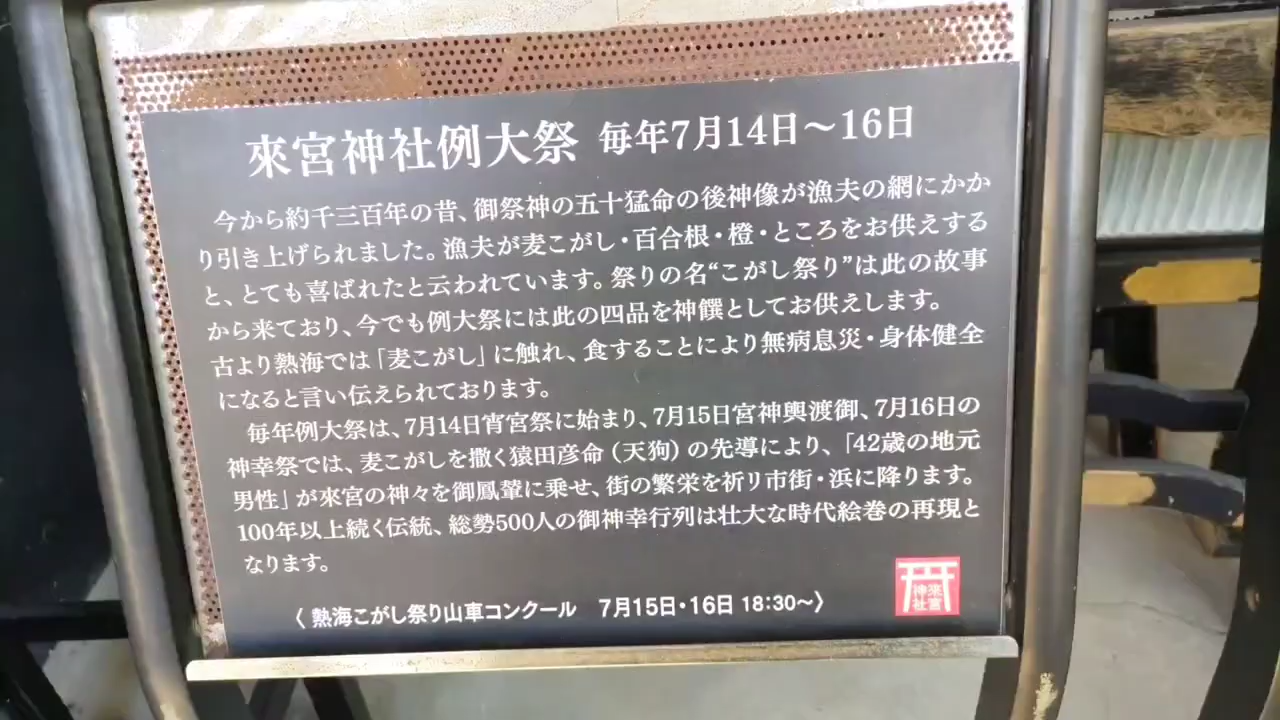 來宮神社例大祭 毎年7月14日～16日
今から約千三百年の昔、御祭神の五十猛命の後神像が漁夫の網にかか
り引き上げられました。漁夫が麦こがし・百合根・橙・ところをお供えする
と、とても喜ばれたと云われています。祭りの名“こがし祭り”は此の故事
から来ており、今でも例大祭には此の四品を神饌としてお供えします。
古より熱海では「麦こがし」に触れ、食することにより無病息災・身体健全
になると言い伝えられております。
毎年例大祭は、7月14日宵宮祭に始まり、7月15日宮神輿渡御、7月16日の
神幸祭では、麦こがしを撒く猿田彦命（天狗）の先導により、「42歳の地元
男性」が來宮の神々を御鳳輦に乗せ、街の繁栄を祈リ市街・浜に降ります。
100年以上続く伝統、総勢500人の御神幸行列は壮大な時代絵巻の再現と
なります。
〈 熱海こがし祭り山車コンクール 7月15日・16日 18:30～〉
來宮
神社